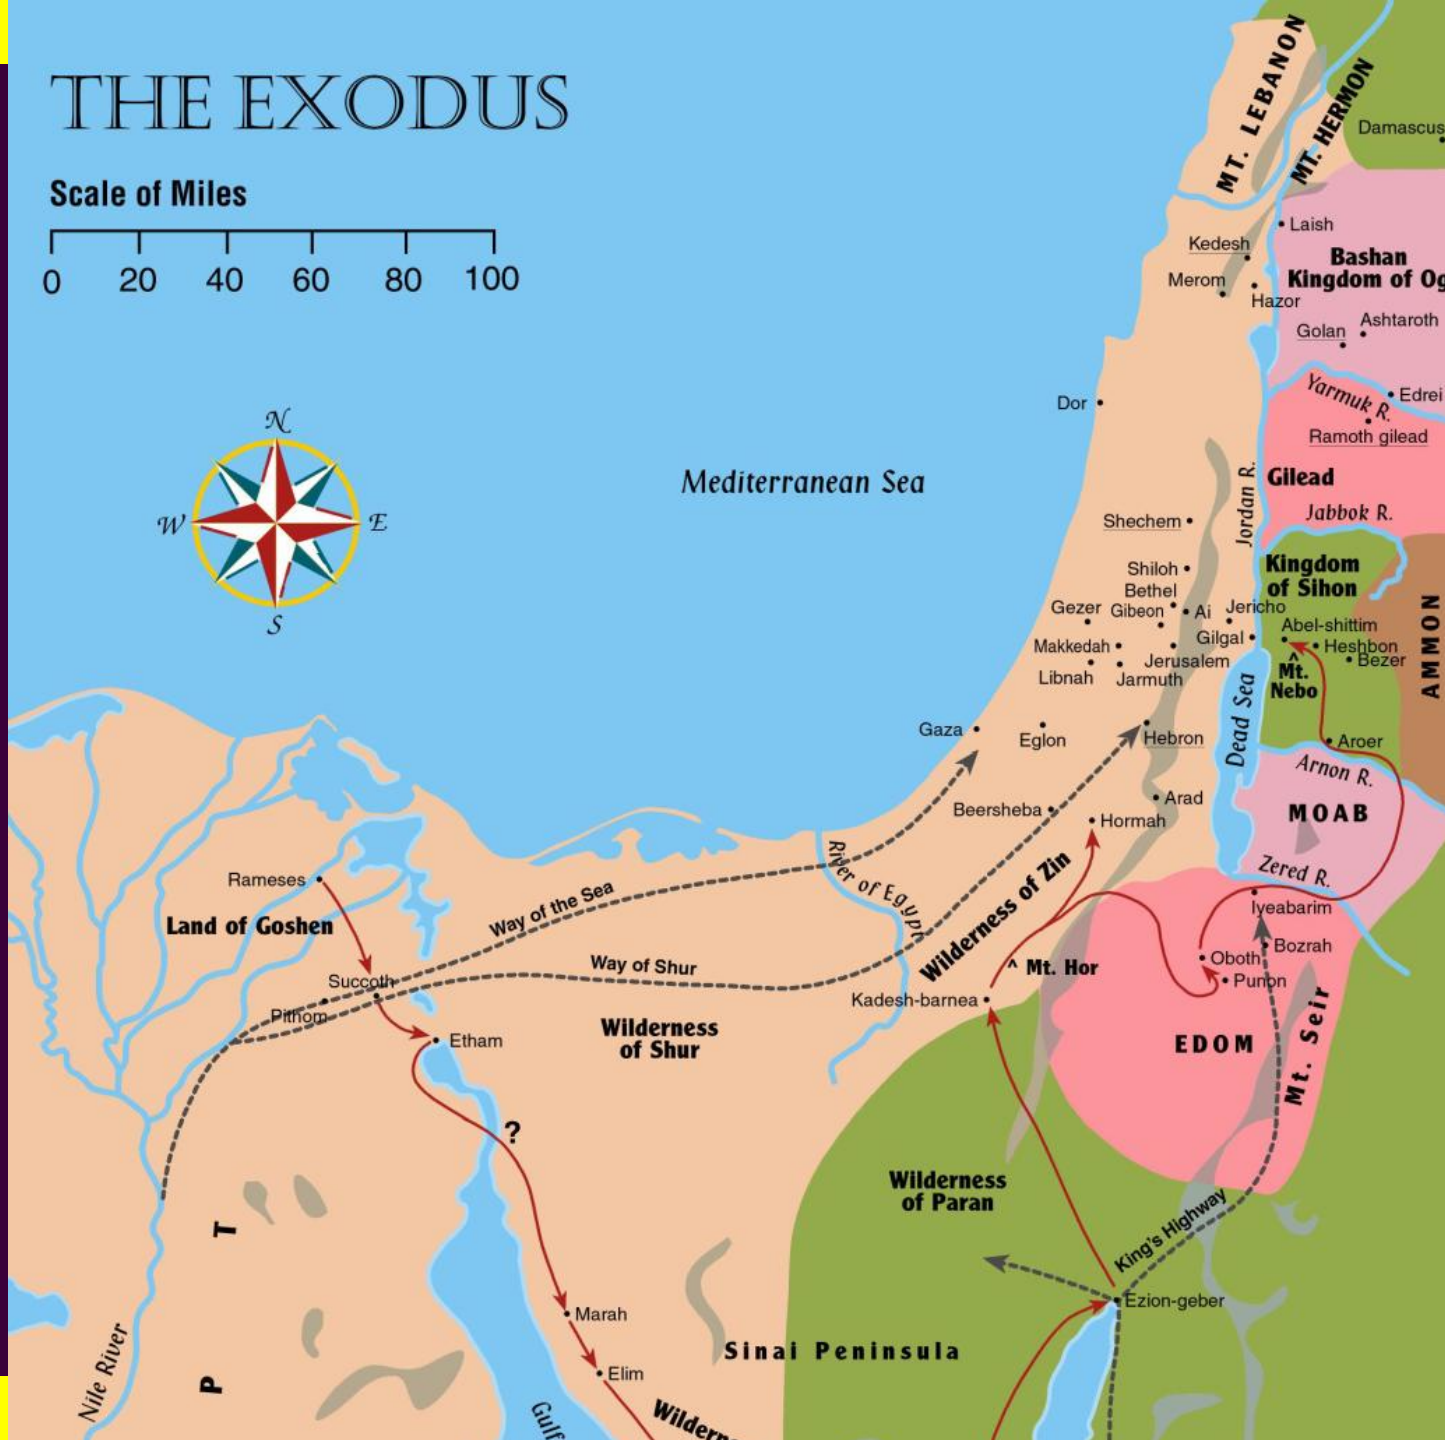 THE EXODUS
Scale of Miles
0 20 40 60 80 100
N
W
E
S
MT. LEBANON
MT. HERMON
Damascus
Laish
Kedesh
Bashan
Kingdom of Og
Merom
Hazor
Ashtaroth
Golan
Dor
Yarmuk R.
Edrei
Ramoth gilead
Mediterranean Sea
Jordan R.
Gilead
Jabbok R.
Shechem
Kingdom
of Sihon
Shiloh
Bethel
Gezer
Gibeon
Ai
Jericho
AMMON
Abel-shittim
Gilgal
Makkedah
Heshbon
Jerusalem
Bezer
Libnah
Jarmuth
^
Mt.
Nebo
Dead Sea
Gaza
Eglon
Hebron
Aroer
Arnon R.
Beersheba
Arad
Hormah
MOAB
River of Egypt
Wilderness of Zin
Zered R.
Rameses
Way of the Sea
Iyeabarim
Land of Goshen
Bozrah
Way of Shur
^ Mt. Hor
Oboth
Succoth
Punon
Kadesh-barnea
Pithom
Wilderness
of Shur
Etham
EDOM
Mt. Seir
?
Wilderness
of Paran
King's Highway
T
Ezion-geber
Marah
Sinai Peninsula
Nile River
P
Elim
Gulf